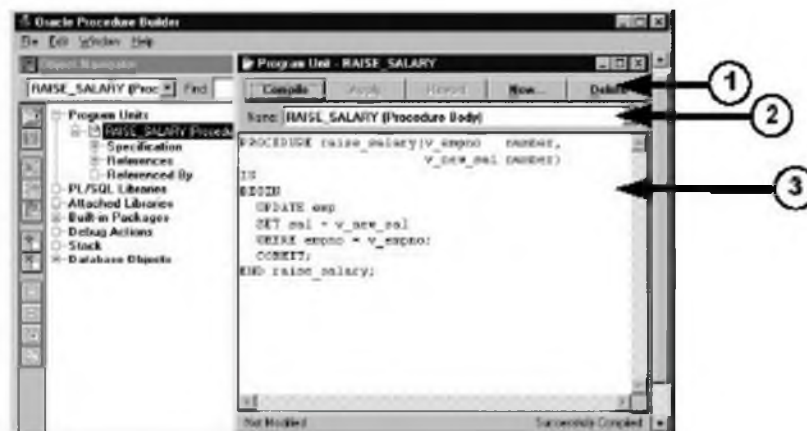 Oracle Procedure Builder
File Edit Window Help
Object Navigator
RAISE_SALARY (Proc
Find
Program Units
RAISE_SALARY (Procedu
Specification
References
Referenced By
PL/SQL Libraries
Attached Libraries
Built-in Packages
Debug Actions
Stack
Database Objects
Program Unit - RAISE_SALARY
Compile Apply Revert New... Delete
Name: RAISE_SALARY (Procedure Body)
PROCEDURE raise_salary(v_empno number,
v_new_sal number)
IS
BEGIN
UPDATE emp
SET sal = v_new_sal
WHERE empno = v_empno;
COMMIT;
END raise_salary;
Not Modified Successfully Compiled
1
2
3